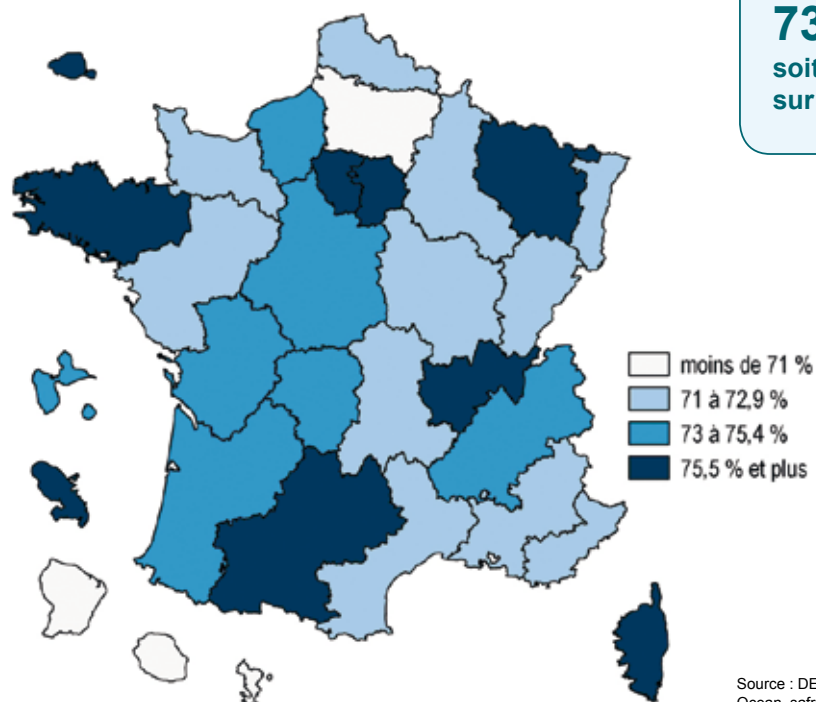 73
soit
sur
moins de 71 %
71 à 72,9 %
73 à 75,4 %
75,5 % et plus
Source : DE